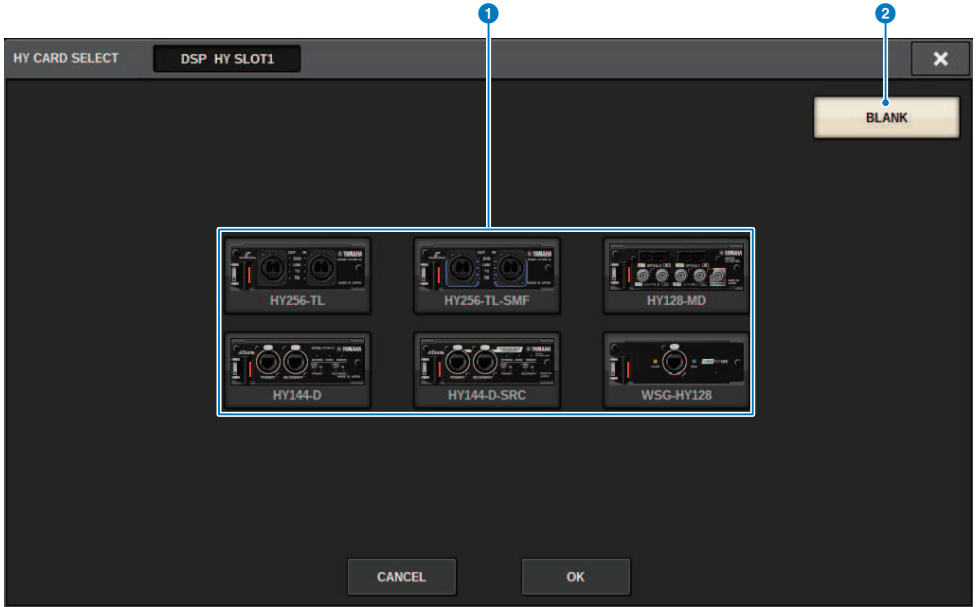 1 2
HY CARD SELECT DSP HY SLOT1 ×
BLANK
HY256-TL HY256-TL-SMF HY128-MD
HY144-D HY144-D-SRC WSG-HY128
CANCEL OK